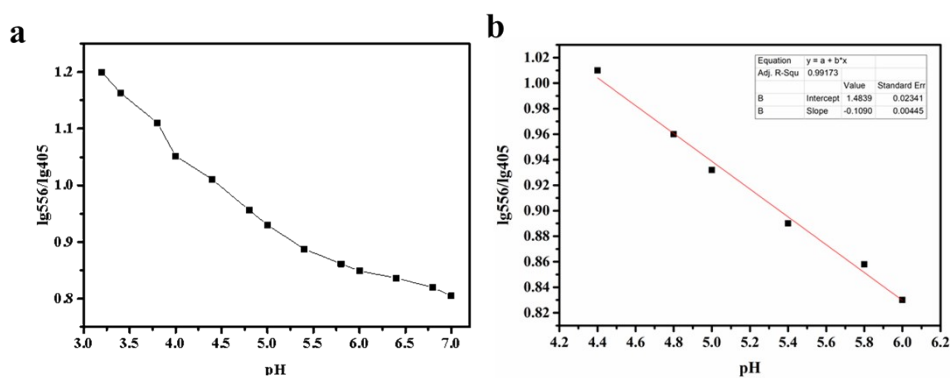 a
lg556/lg405
1.2
1.1
1.0
0.9
0.8
3.0 3.5 4.0 4.5 5.0 5.5 6.0 6.5 7.0
pH
b
lg556/lg405
1.02
1.00
0.98
0.96
0.94
0.92
0.90
0.88
0.86
0.84
0.82
4.2 4.4 4.6 4.8 5.0 5.2 5.4 5.6 5.8 6.0 6.2
pH
Equation y = a + b*x
Adj. R-Squ 0.99173
Value Standard Err
B Intercept 1.4839 0.02341
B Slope -0.1090 0.00445